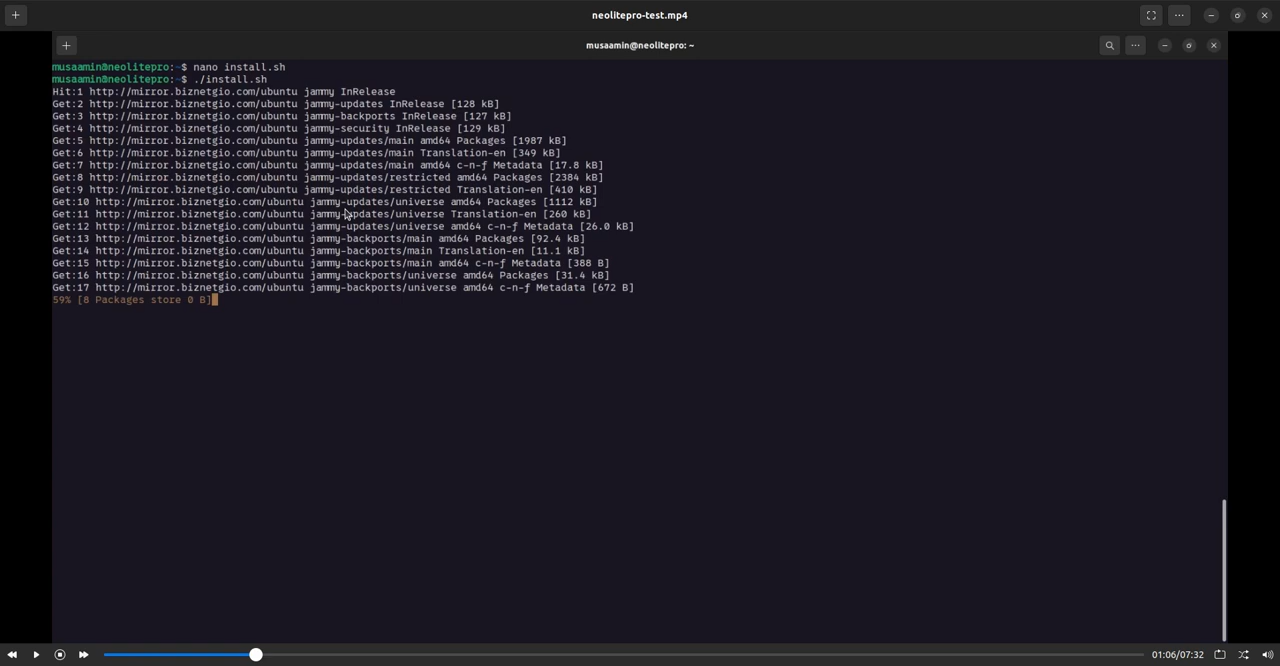 neolitepro-test.mp4
musaamin@neolitepro: ~
musaamin@neolitepro:~$ nano install.sh
musaamin@neolitepro:~$ ./install.sh
Hit:1 http://mirror.biznetgio.com/ubuntu jammy InRelease
Get:2 http://mirror.biznetgio.com/ubuntu jammy-updates InRelease [128 kB]
Get:3 http://mirror.biznetgio.com/ubuntu jammy-backports InRelease [127 kB]
Get:4 http://mirror.biznetgio.com/ubuntu jammy-security InRelease [129 kB]
Get:5 http://mirror.biznetgio.com/ubuntu jammy-updates/main amd64 Packages [1987 kB]
Get:6 http://mirror.biznetgio.com/ubuntu jammy-updates/main Translation-en [349 kB]
Get:7 http://mirror.biznetgio.com/ubuntu jammy-updates/main amd64 c-n-f Metadata [17.8 kB]
Get:8 http://mirror.biznetgio.com/ubuntu jammy-updates/restricted amd64 Packages [2384 kB]
Get:9 http://mirror.biznetgio.com/ubuntu jammy-updates/restricted Translation-en [410 kB]
Get:10 http://mirror.biznetgio.com/ubuntu jammy-updates/universe amd64 Packages [1112 kB]
Get:11 http://mirror.biznetgio.com/ubuntu jammy-updates/universe Translation-en [260 kB]
Get:12 http://mirror.biznetgio.com/ubuntu jammy-updates/universe amd64 c-n-f Metadata [26.0 kB]
Get:13 http://mirror.biznetgio.com/ubuntu jammy-backports/main amd64 Packages [92.4 kB]
Get:14 http://mirror.biznetgio.com/ubuntu jammy-backports/main Translation-en [11.1 kB]
Get:15 http://mirror.biznetgio.com/ubuntu jammy-backports/main amd64 c-n-f Metadata [388 B]
Get:16 http://mirror.biznetgio.com/ubuntu jammy-backports/universe amd64 Packages [31.4 kB]
Get:17 http://mirror.biznetgio.com/ubuntu jammy-backports/universe amd64 c-n-f Metadata [672 B]
59% [8 Packages store 0 B]
01:06/07:32